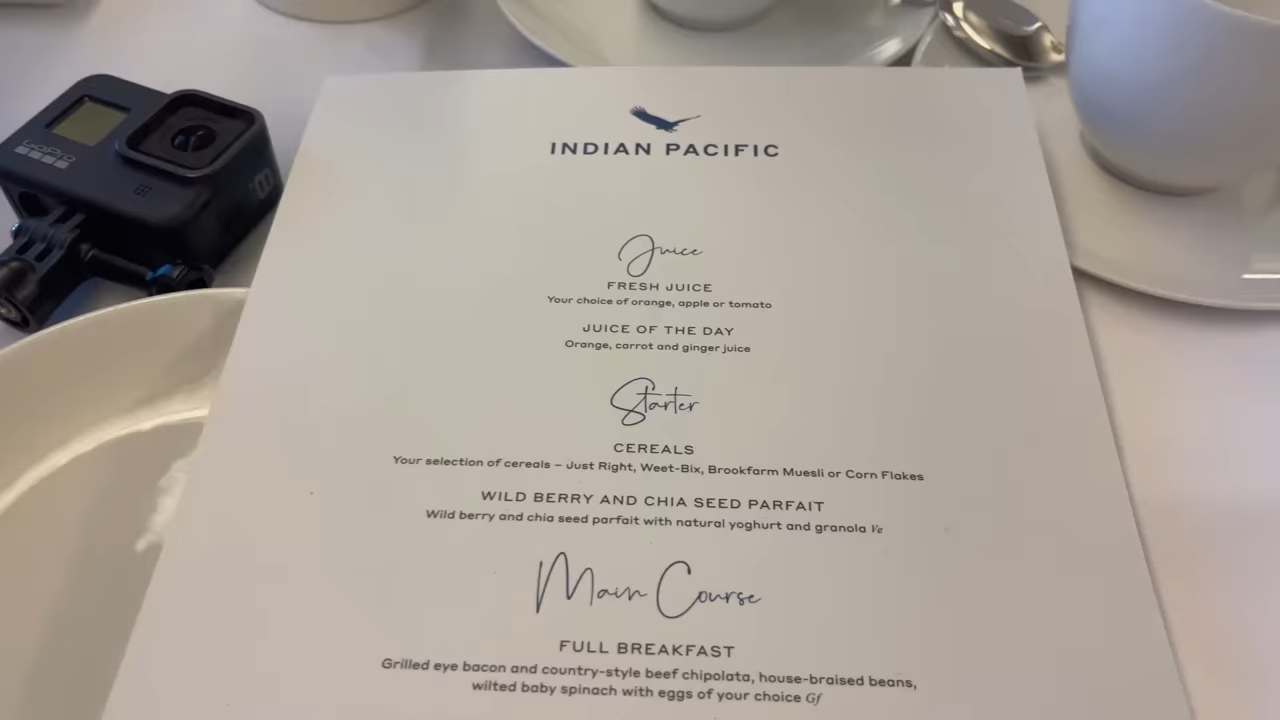 GoPro
INDIAN PACIFIC
Juice
FRESH JUICE
Your choice of orange, apple or tomato
JUICE OF THE DAY
Orange, carrot and ginger juice
Starter
CEREALS
Your selection of cereals – Just Right, Weet-Bix, Brookfarm Muesli or Corn Flakes
WILD BERRY AND CHIA SEED PARFAIT
Wild berry and chia seed parfait with natural yoghurt and granola Ve
Main Course
FULL BREAKFAST
Grilled eye bacon and country-style beef chipolata, house-braised beans,
wilted baby spinach with eggs of your choice Gf